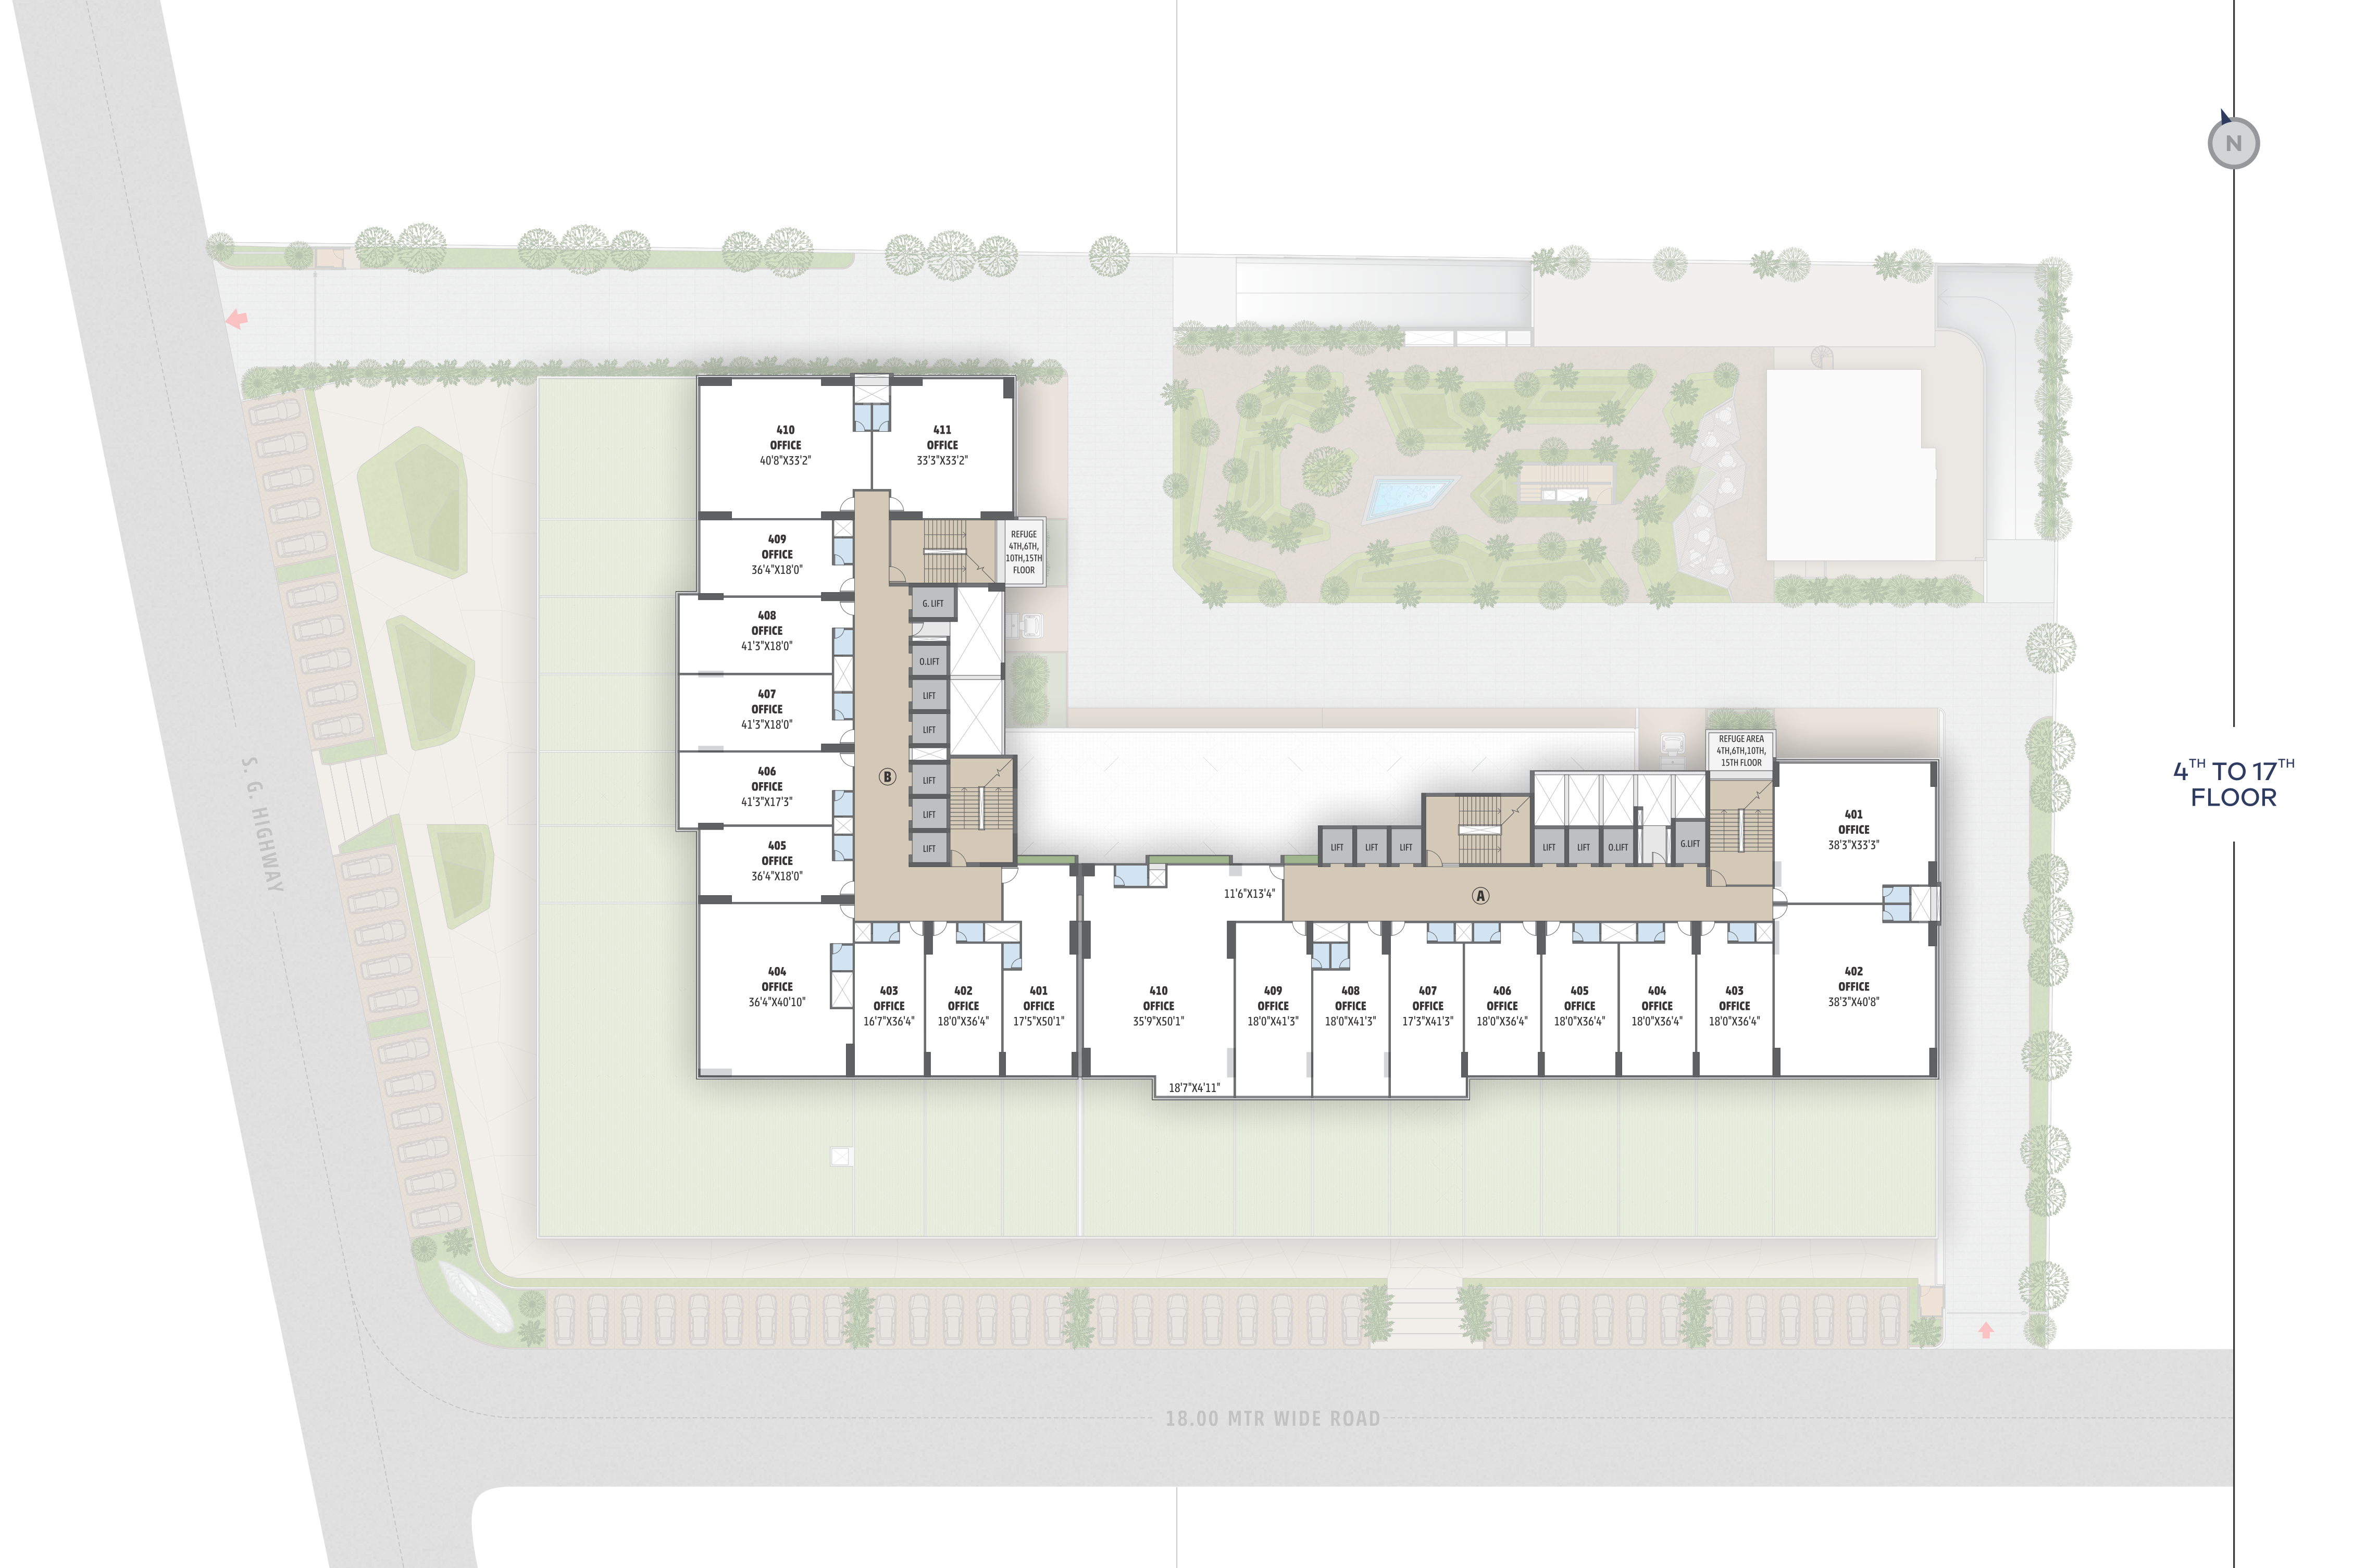 N
4TH TO 17TH
FLOOR
S. G. HIGHWAY
18.00 MTR WIDE ROAD
410
OFFICE
40'8"X33'2"
411
OFFICE
33'3"X33'2"
409
OFFICE
36'4"X18'0"
REFUGE
4TH,6TH,
10TH,15TH
FLOOR
408
OFFICE
41'3"X18'0"
G. LIFT
O.LIFT
407
OFFICE
41'3"X18'0"
LIFT
LIFT
406
OFFICE
41'3"X17'3"
B
LIFT
LIFT
LIFT
405
OFFICE
36'4"X18'0"
404
OFFICE
36'4"X40'10"
403
OFFICE
16'7"X36'4"
402
OFFICE
18'0"X36'4"
401
OFFICE
17'5"X50'1"
REFUGE AREA
4TH,6TH,10TH,
15TH FLOOR
LIFT
LIFT
LIFT
LIFT
LIFT
O.LIFT
G.LIFT
A
11'6"X13'4"
401
OFFICE
38'3"X33'3"
402
OFFICE
38'3"X40'8"
410
OFFICE
35'9"X50'1"
18'7"X4'11"
409
OFFICE
18'0"X41'3"
408
OFFICE
18'0"X41'3"
407
OFFICE
17'3"X41'3"
406
OFFICE
18'0"X36'4"
405
OFFICE
18'0"X36'4"
404
OFFICE
18'0"X36'4"
403
OFFICE
18'0"X36'4"